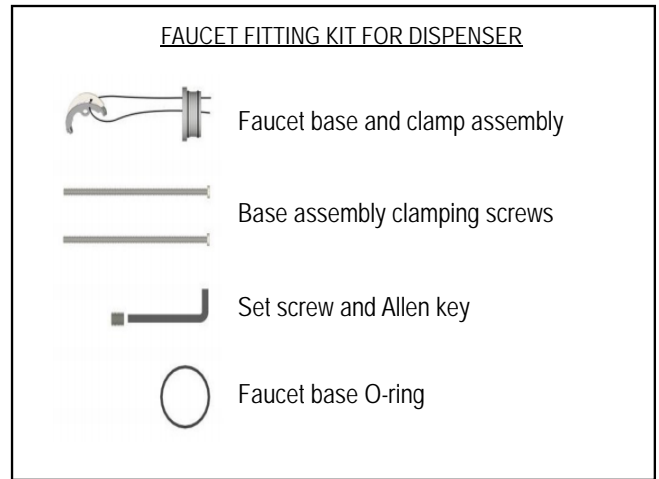 FAUCET FITTING KIT FOR DISPENSER
Faucet base and clamp assembly
Base assembly clamping screws
Set screw and Allen key
Faucet base O-ring